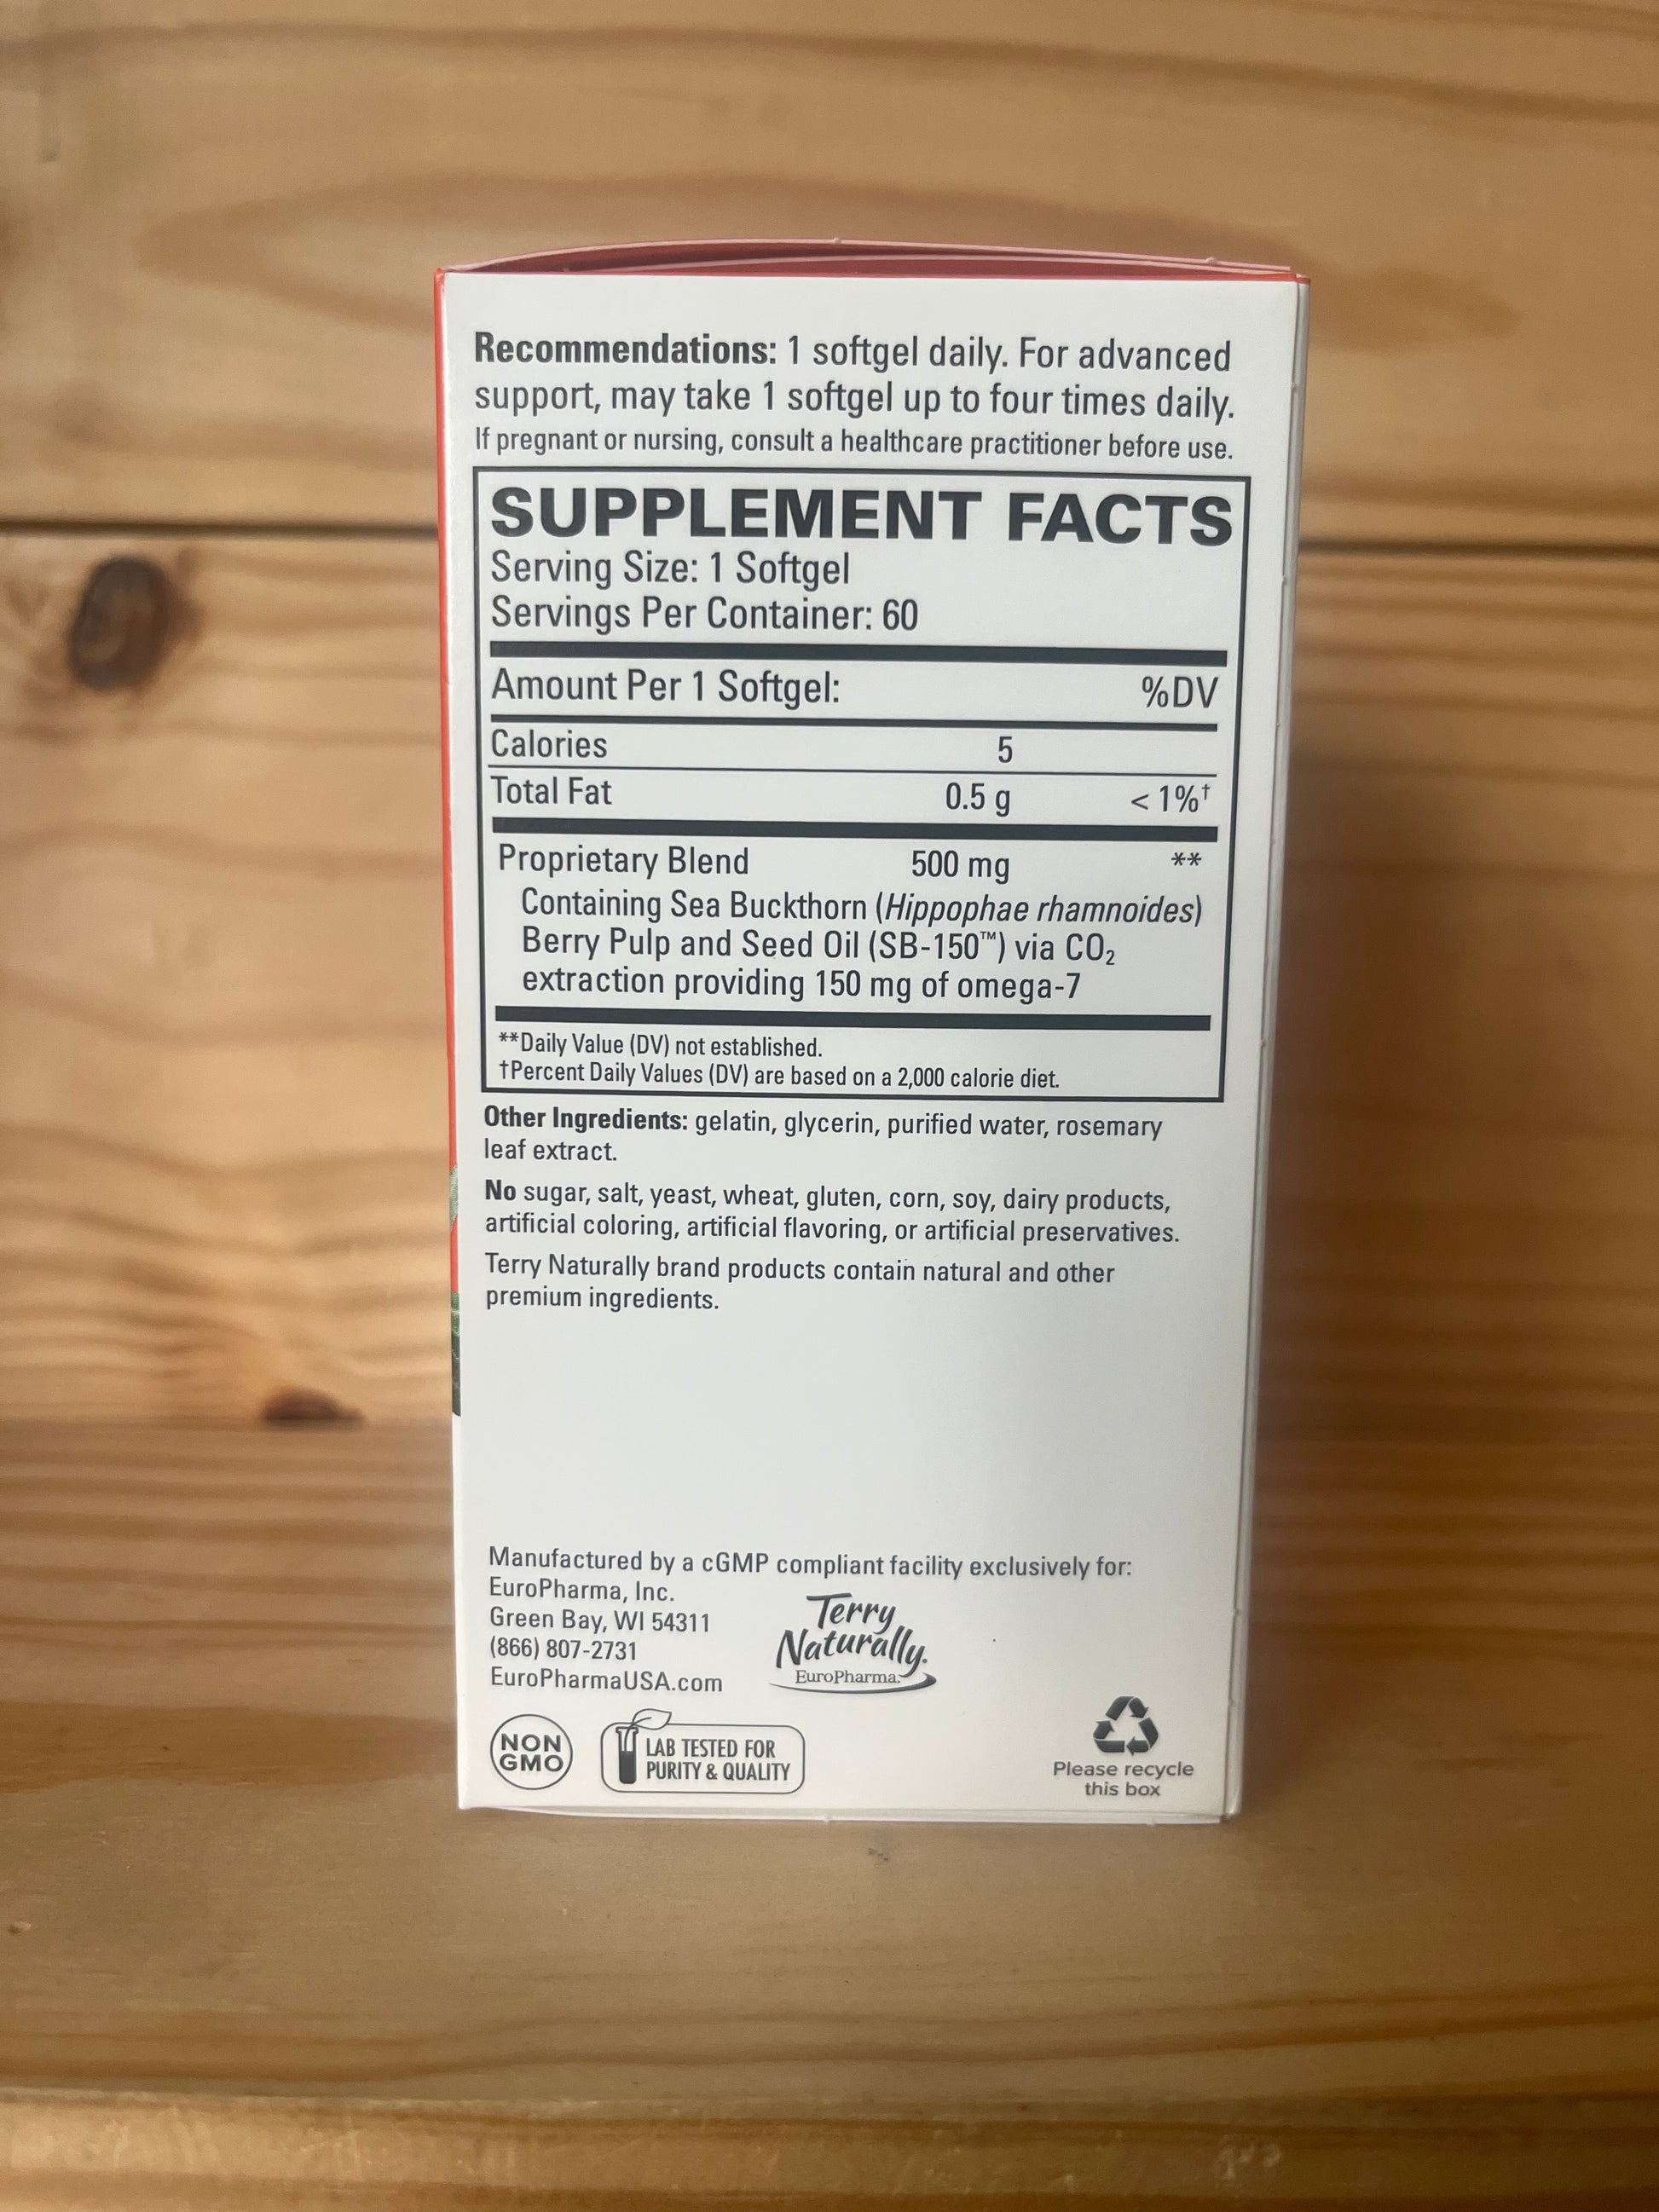 Recommendations: 1 softgel daily. For advanced
support, may take 1 softgel up to four times daily.
If pregnant or nursing, consult a healthcare practitioner before use.
SUPPLEMENT FACTS
Serving Size: 1 Softgel
Servings Per Container: 60
Amount Per 1 Softgel: %DV
Calories 5
Total Fat 0.5 g < 1%†
Proprietary Blend 500 mg **
Containing Sea Buckthorn (Hippophae rhamnoides)
Berry Pulp and Seed Oil (SB-150™) via CO₂
extraction providing 150 mg of omega-7
**Daily Value (DV) not established.
†Percent Daily Values (DV) are based on a 2,000 calorie diet.
Other Ingredients: gelatin, glycerin, purified water, rosemary
leaf extract.
No sugar, salt, yeast, wheat, gluten, corn, soy, dairy products,
artificial coloring, artificial flavoring, or artificial preservatives.
Terry Naturally brand products contain natural and other
premium ingredients.
Manufactured by a cGMP compliant facility exclusively for:
EuroPharma, Inc.
Green Bay, WI 54311
(866) 807-2731
EuroPharmaUSA.com
Terry
Naturally.
EuroPharma.
NON
GMO
LAB TESTED FOR
PURITY & QUALITY
Please recycle
this box